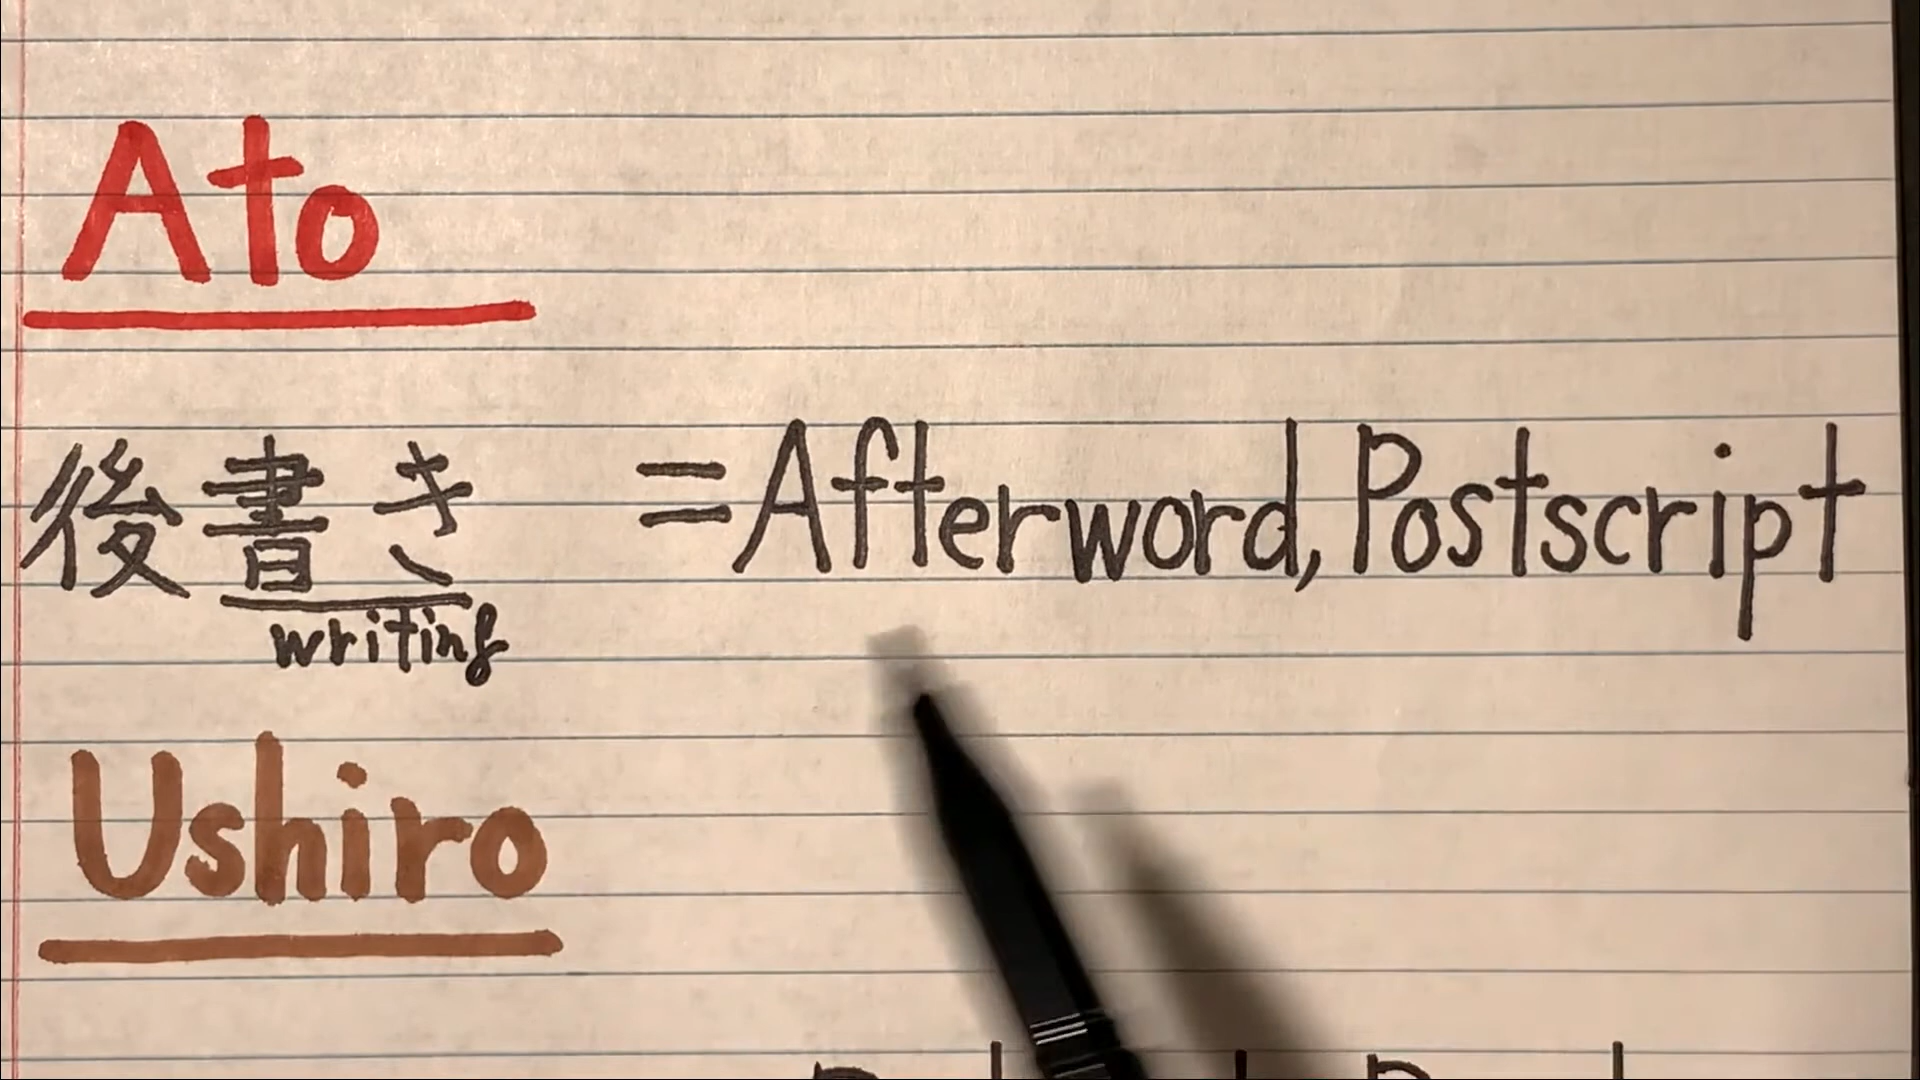 Ato
後書き = Afterword, Postscript
writing
Ushiro